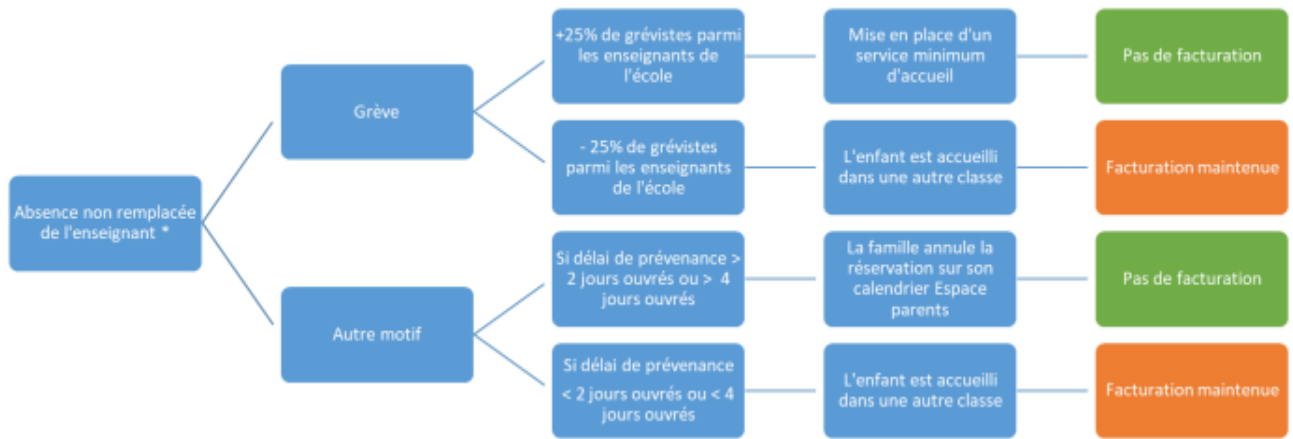 Absence non remplacée
de l'enseignant *
Grève
+25% de grévistes parmi
les enseignants de
l'école
Mise en place d'un
service minimum
d'accueil
Pas de facturation
- 25% de grévistes
parmi les enseignants
de l'école
L'enfant est accueilli
dans une autre classe
Facturation maintenue
Autre motif
Si délai de prévenance >
2 jours ouvrés ou > 4
jours ouvrés
La famille annule la
réservation sur son
calendrier Espace
parents
Pas de facturation
Si délai de prévenance
< 2 jours ouvrés ou < 4
jours ouvrés
L'enfant est accueilli
dans une autre classe
Facturation maintenue